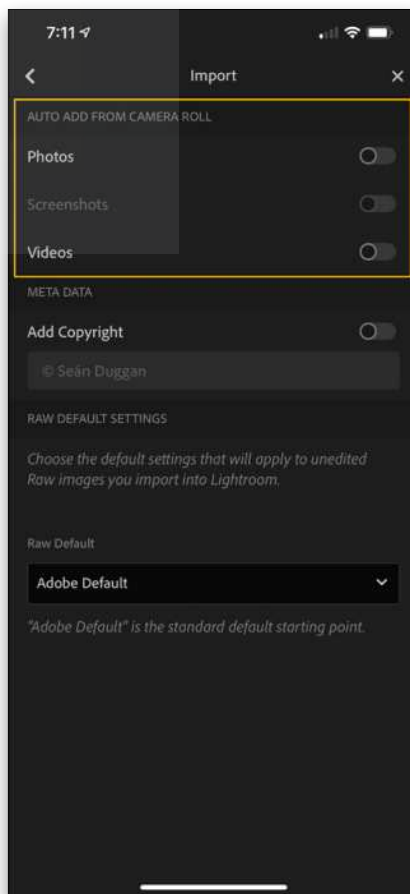 7:11
Import
AUTO ADD FROM CAMERA ROLL
Photos
Screenshots
Videos
META DATA
Add Copyright
© Seán Duggan
RAW DEFAULT SETTINGS
Choose the default settings that will apply to unedited
Raw images you import into Lightroom.
Raw Default
Adobe Default
"Adobe Default" is the standard default starting point.